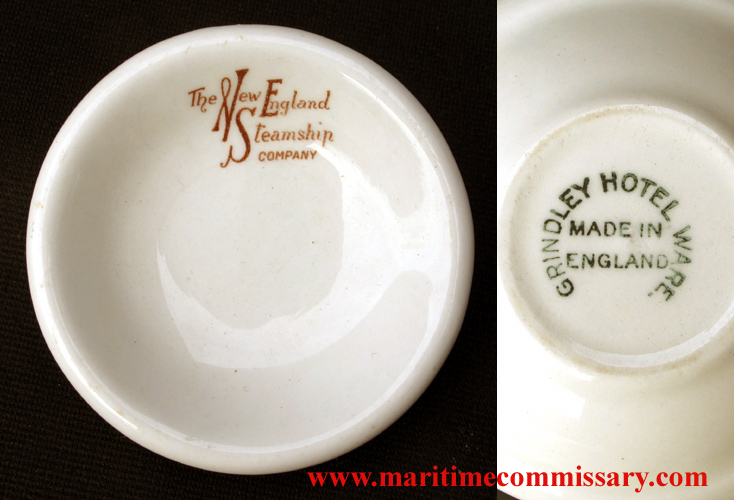 The New England
Steamship
COMPANY
GRINDLEY HOTEL WARE.
MADE IN
ENGLAND
www.maritimecommissary.com